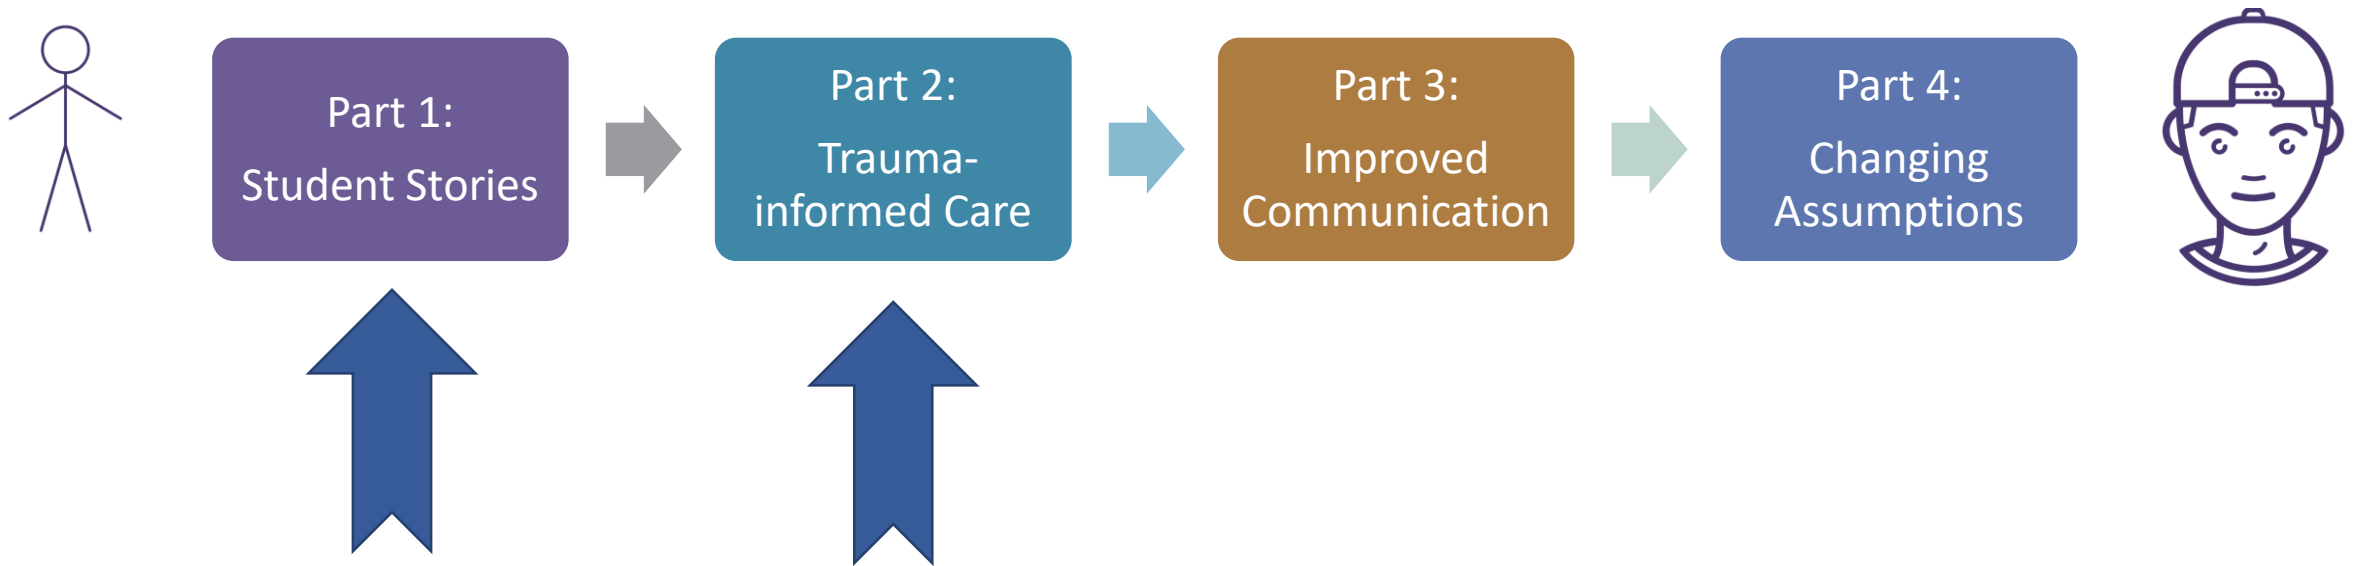 Part 1:
Student Stories
Part 2:
Trauma-
informed Care
Part 3:
Improved
Communication
Part 4:
Changing
Assumptions